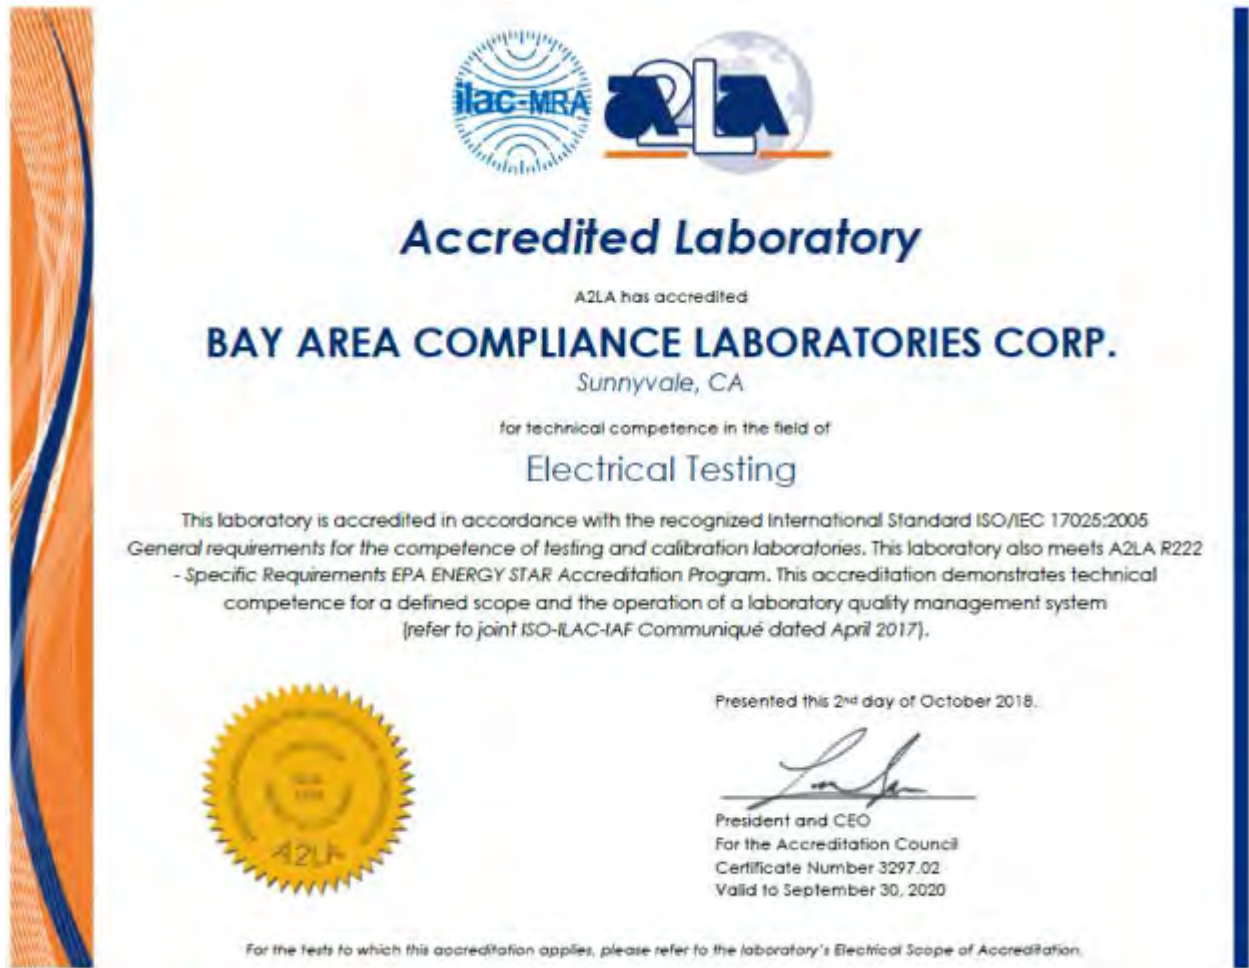 ilac-MRA
A2LA
Accredited Laboratory
A2LA has accredited
BAY AREA COMPLIANCE LABORATORIES CORP.
Sunnyvale, CA
for technical competence in the field of
Electrical Testing
This laboratory is accredited in accordance with the recognized International Standard ISO/IEC 17025:2005
General requirements for the competence of testing and calibration laboratories. This laboratory also meets A2LA R222
- Specific Requirements EPA ENERGY STAR Accreditation Program. This accreditation demonstrates technical
competence for a defined scope and the operation of a laboratory quality management system
(refer to joint ISO-ILAC-IAF Communiqué dated April 2017).
Presented this 2nd day of October 2018.
President and CEO
For the Accreditation Council
Certificate Number 3297.02
Valid to September 30, 2020
A2LA
For the tests to which this accreditation applies, please refer to the laboratory's Electrical Scope of Accreditation.